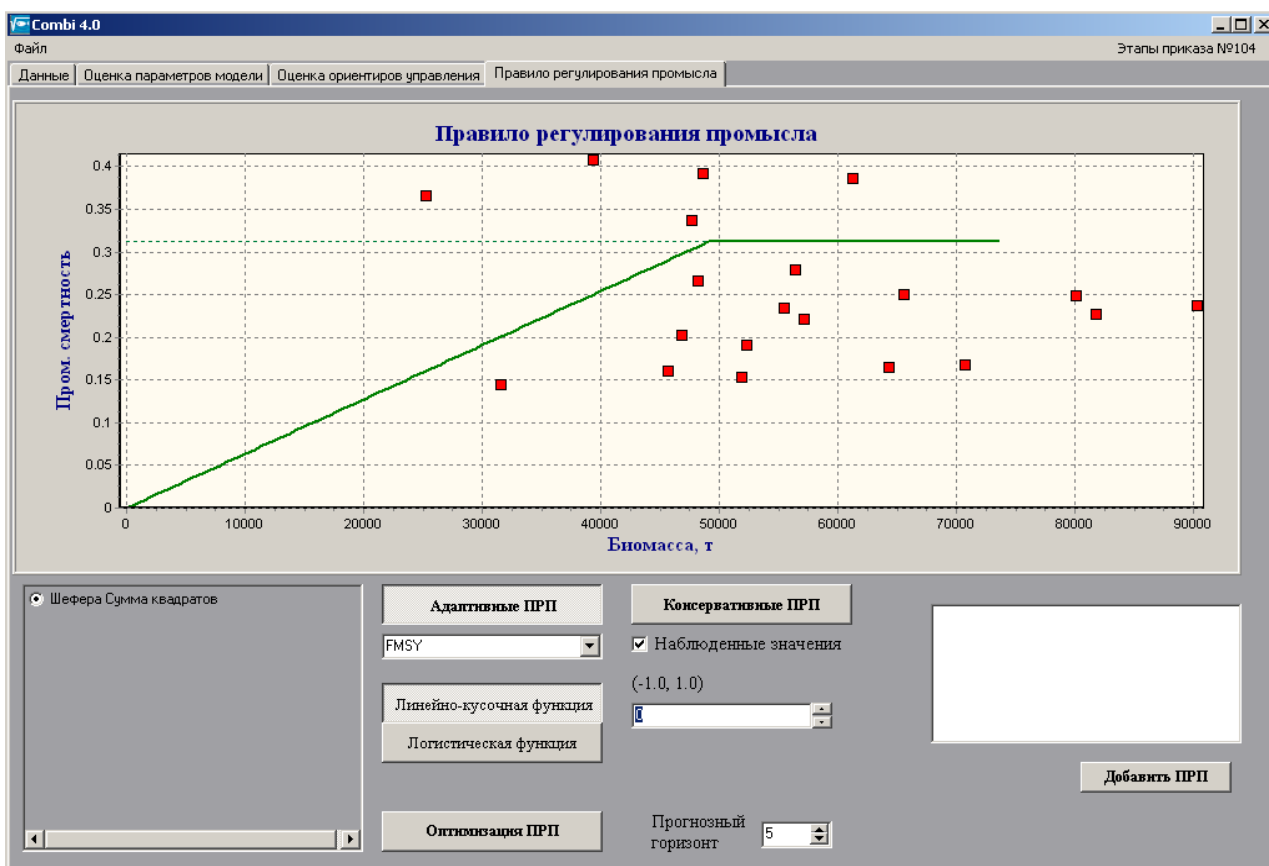 Combi 4.0
Файл
Этапы приказа №104
Данные
Оценка параметров модели
Оценка ориентиров управления
Правило регулирования промысла
Правило регулирования промысла
Пром. смертность
0.4
0.35
0.3
0.25
0.2
0.15
0.1
0.05
0
0 10000 20000 30000 40000 50000 60000 70000 80000 90000
Биомасса, т
Шефера Сумма квадратов
Адаптивные ПРП
FMSY
Линейно-кусочная функция
Логистическая функция
Оптимизация ПРП
Консервативные ПРП
Наблюденные значения
(-1.0, 1.0)
0
Прогнозный
горизонт
5
Добавить ПРП